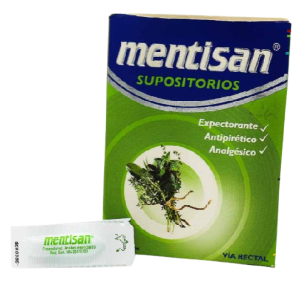 mentisan®
SUPOSITORIOS
Expectorante ✓
Antipirético ✓
Analgésico ✓
VIA RECTAL
mentisan®